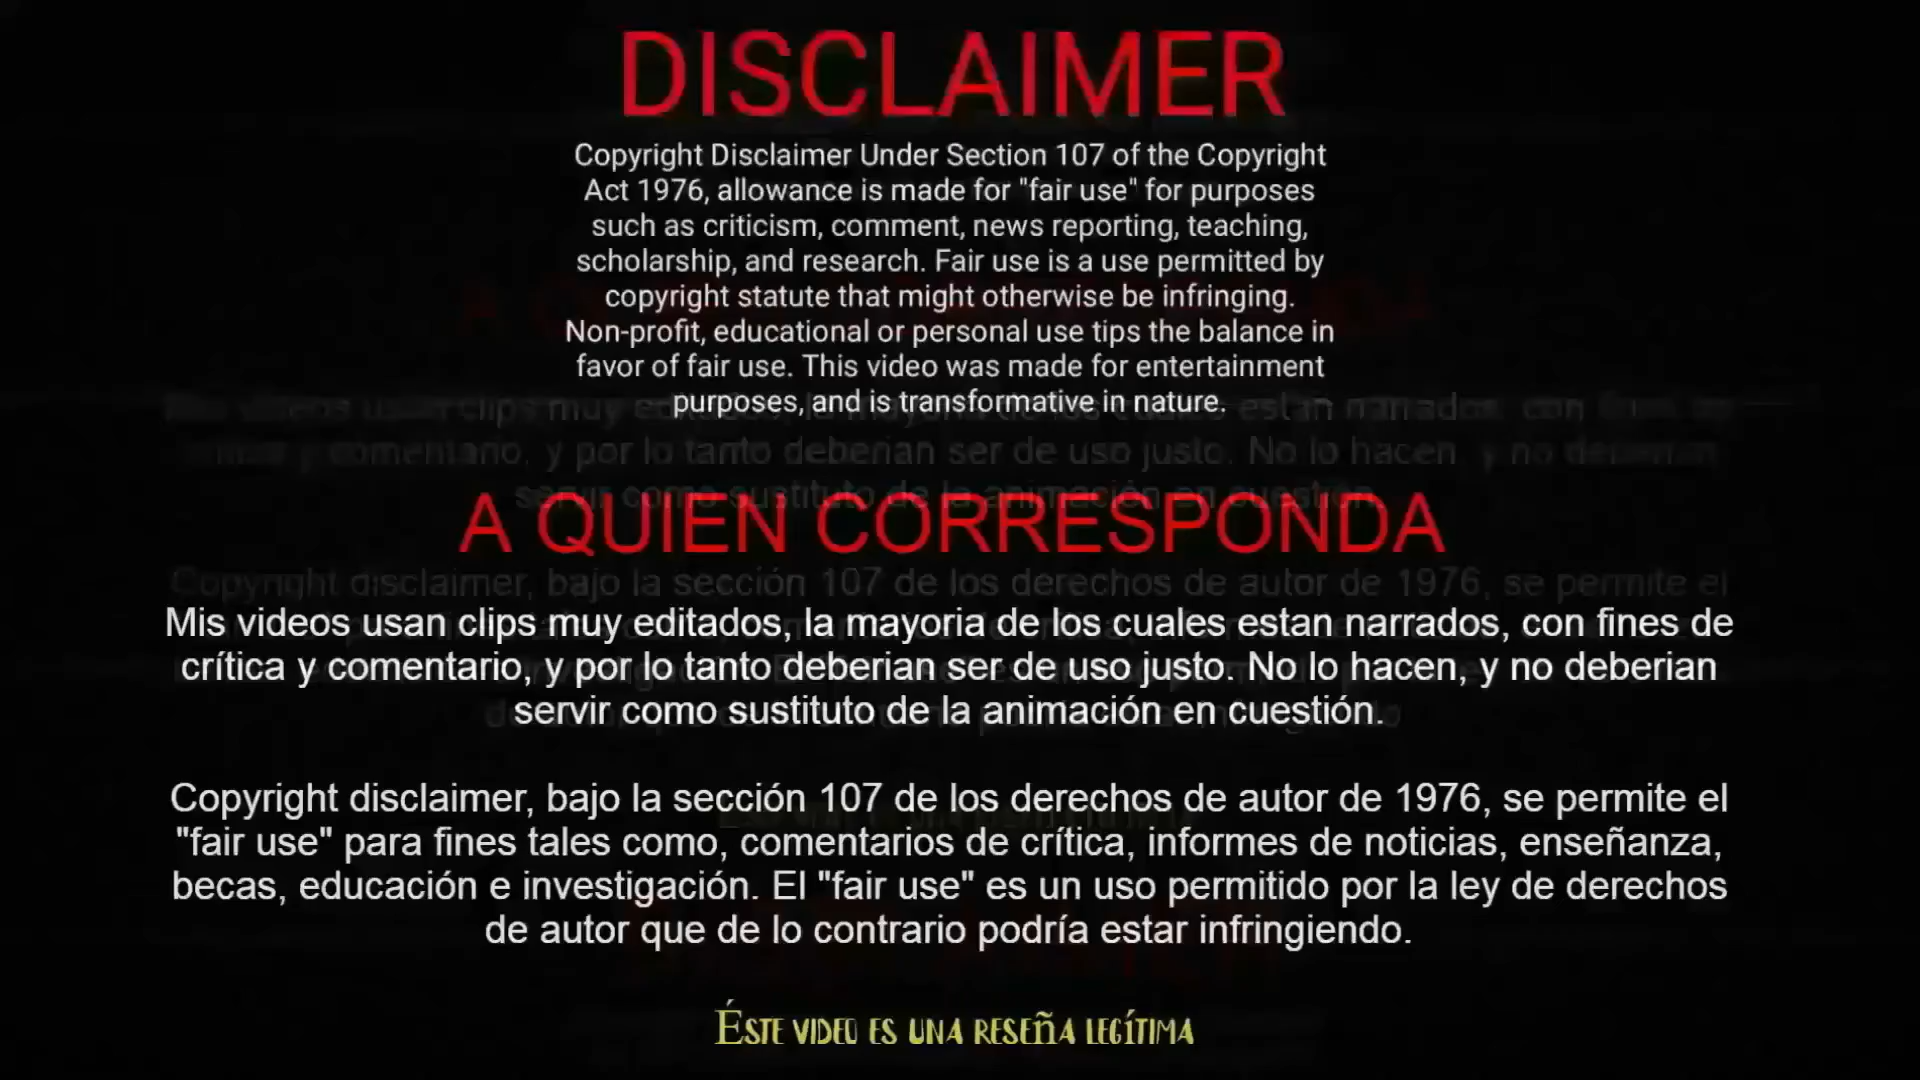 DISCLAIMER
Copyright Disclaimer Under Section 107 of the Copyright
Act 1976, allowance is made for "fair use" for purposes
such as criticism, comment, news reporting, teaching,
scholarship, and research. Fair use is a use permitted by
copyright statute that might otherwise be infringing.
Non-profit, educational or personal use tips the balance in
favor of fair use. This video was made for entertainment
purposes, and is transformative in nature.
A QUIEN CORRESPONDA
Mis videos usan clips muy editados, la mayoria de los cuales estan narrados, con fines de
crítica y comentario, y por lo tanto deberian ser de uso justo. No lo hacen, y no deberian
servir como sustituto de la animación en cuestión.
Copyright disclaimer, bajo la sección 107 de los derechos de autor de 1976, se permite el
"fair use" para fines tales como, comentarios de crítica, informes de noticias, enseñanza,
becas, educación e investigación. El "fair use" es un uso permitido por la ley de derechos
de autor que de lo contrario podría estar infringiendo.
Éste video es una reseña legítima